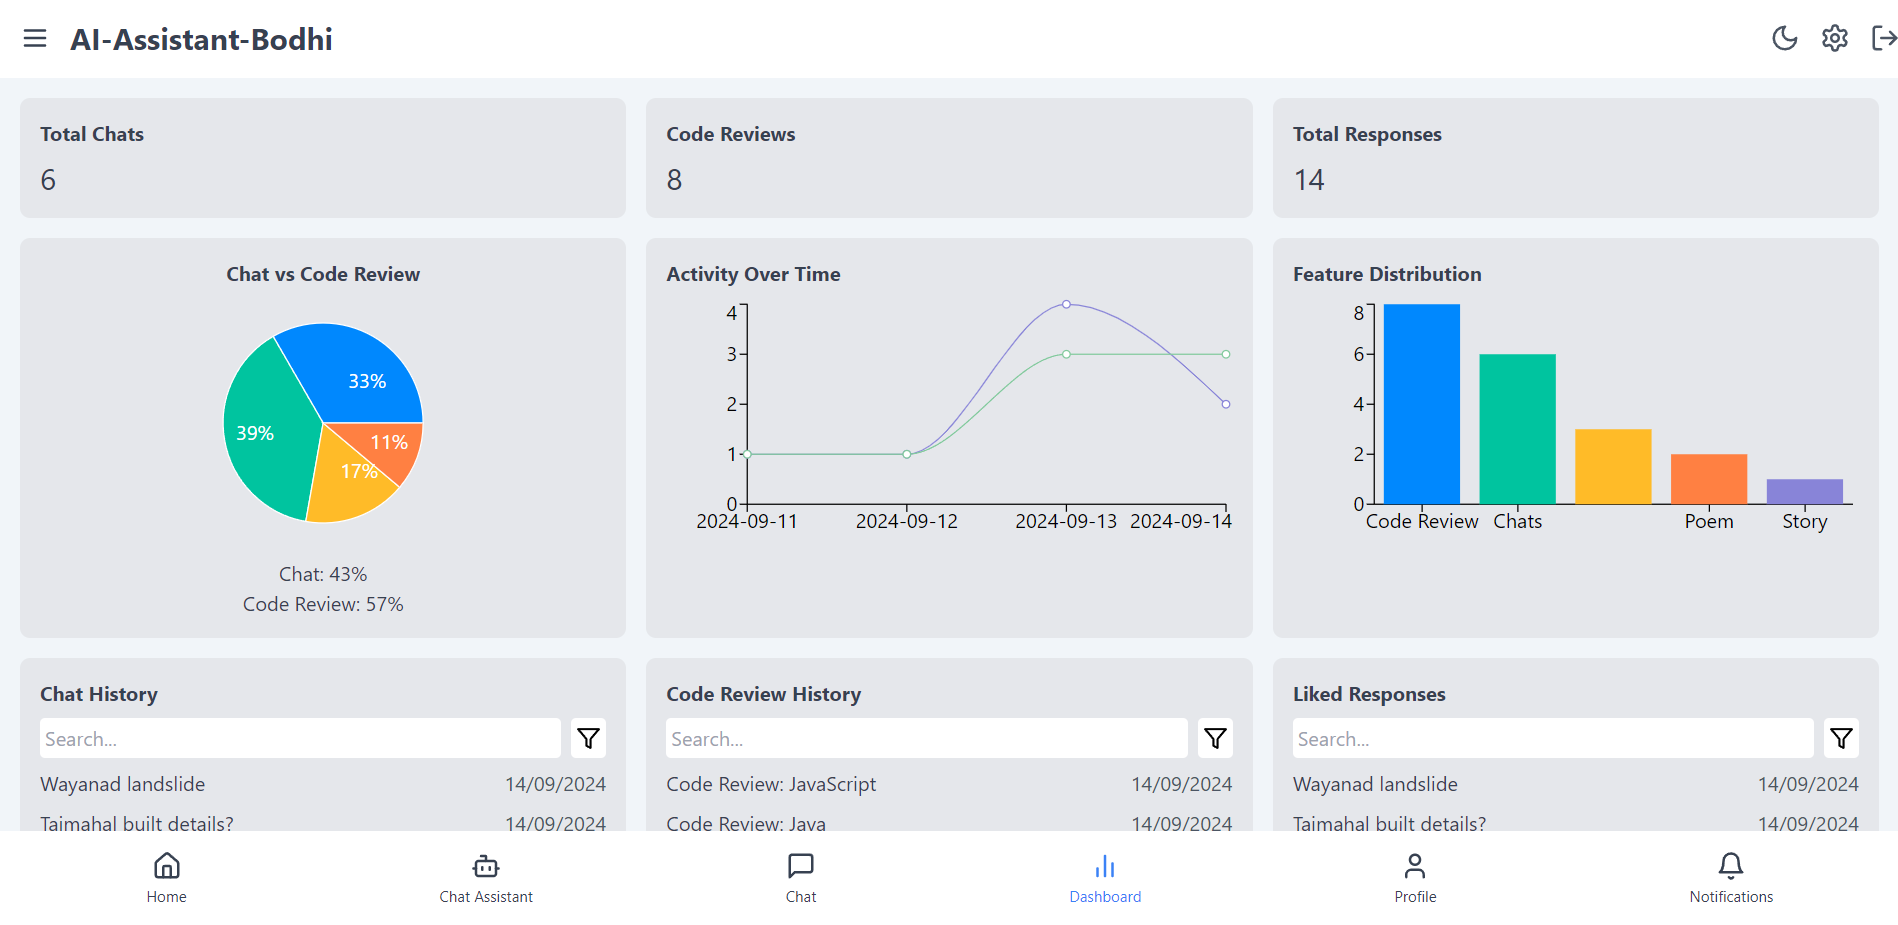 AI-Assistant-Bodhi
Total Chats
6
Code Reviews
8
Total Responses
14
Chat vs Code Review
33%
39%
11%
17%
Chat: 43%
Code Review: 57%
Activity Over Time
4
3
2
1
0
2024-09-11 2024-09-12 2024-09-13 2024-09-14
Feature Distribution
8
6
4
2
0
Code Review Chats Poem Story
Chat History
Search...
Wayanad landslide 14/09/2024
Tajmahal built details? 14/09/2024
Code Review History
Search...
Code Review: JavaScript 14/09/2024
Code Review: Java 14/09/2024
Liked Responses
Search...
Wayanad landslide 14/09/2024
Tajmahal built details? 14/09/2024
Home Chat Assistant Chat Dashboard Profile Notifications